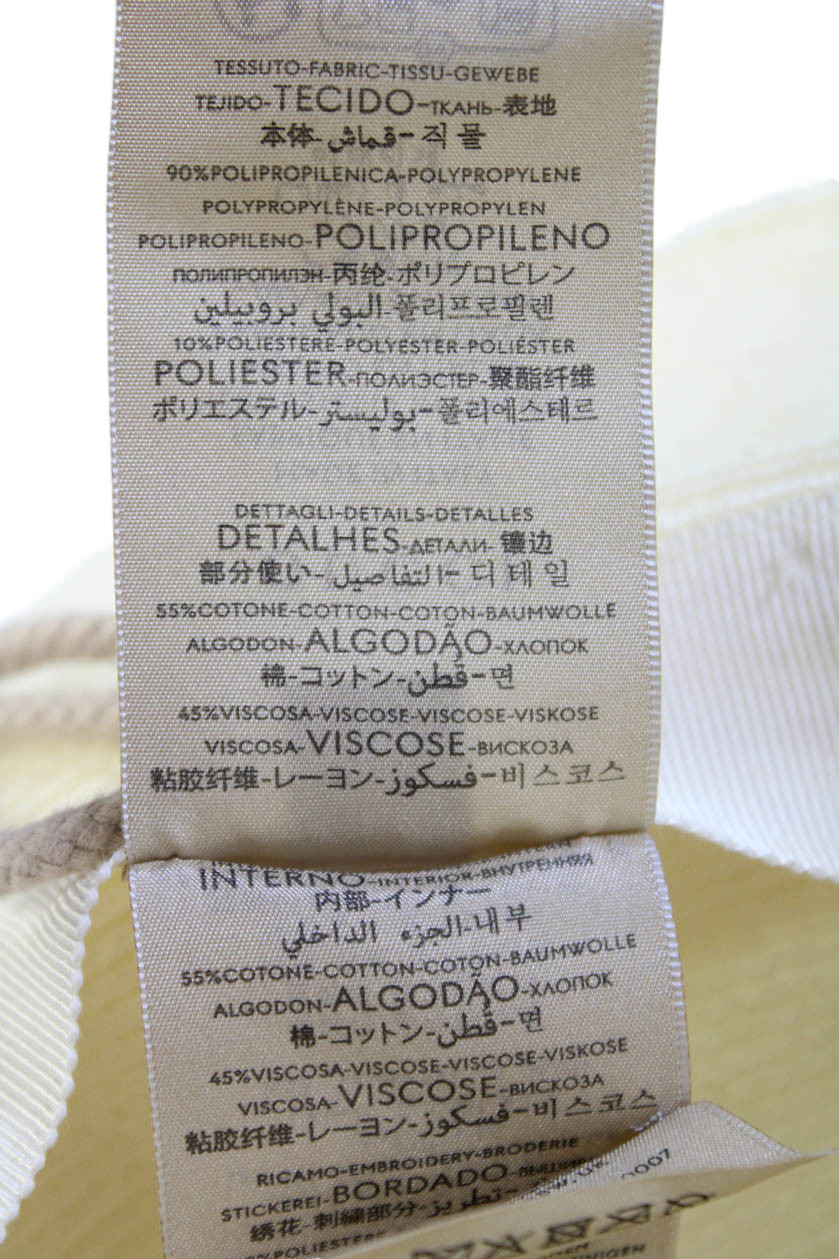 TESSUTO-FABRIC-TISSU-GEWEBE
TEJIDO-TECIDO-ТКАНЬ-表地
本体-قماش-직물
90%POLIPROPILENICA-POLYPROPYLENE
POLYPROPYLÈNE-POLYPROPYLEN
POLIPROPILENO-POLIPROPILENO
ПОЛИПРОПИЛЭН-丙纶-ポリプロピレン
البولي بروبيلين-폴리프로필렌
10%POLIESTERE-POLYESTER-POLIÉSTER
POLIESTER-ПОЛИЭСТЕР-聚酯纤维
ポリエステル-بوليستر-폴리에스테르
DETTAGLI-DETAILS-DETALLES
DETALHES-ДЕТАЛИ-镶边
部分使い-التفاصيل-디테일
55%COTONE-COTTON-COTON-BAUMWOLLE
ALGODON-ALGODÃO-ХЛОПОК
棉-コットン-قطن-면
45%VISCOSA-VISCOSE-VISCOSE-VISKOSE
VISCOSA-VISCOSE-ВИСКОЗА
粘胶纤维-レーヨン-فسكوز-비스코스
INTERNO-INTERIOR-ВНУТРЕННЯЯ
内部-インナー
الجزء الداخلي-내부
55%COTONE-COTTON-COTON-BAUMWOLLE
ALGODON-ALGODÃO-ХЛОПОК
棉-コットン-قطن-면
45%VISCOSA-VISCOSE-VISCOSE-VISKOSE
VISCOSA-VISCOSE-ВИСКОЗА
粘胶纤维-レーヨン-فسكوز-비스코스
RICAMO-EMBROIDERY-BRODERIE
STICKEREI-BORDADO-
绣花-刺繍部分-تطريز
0007